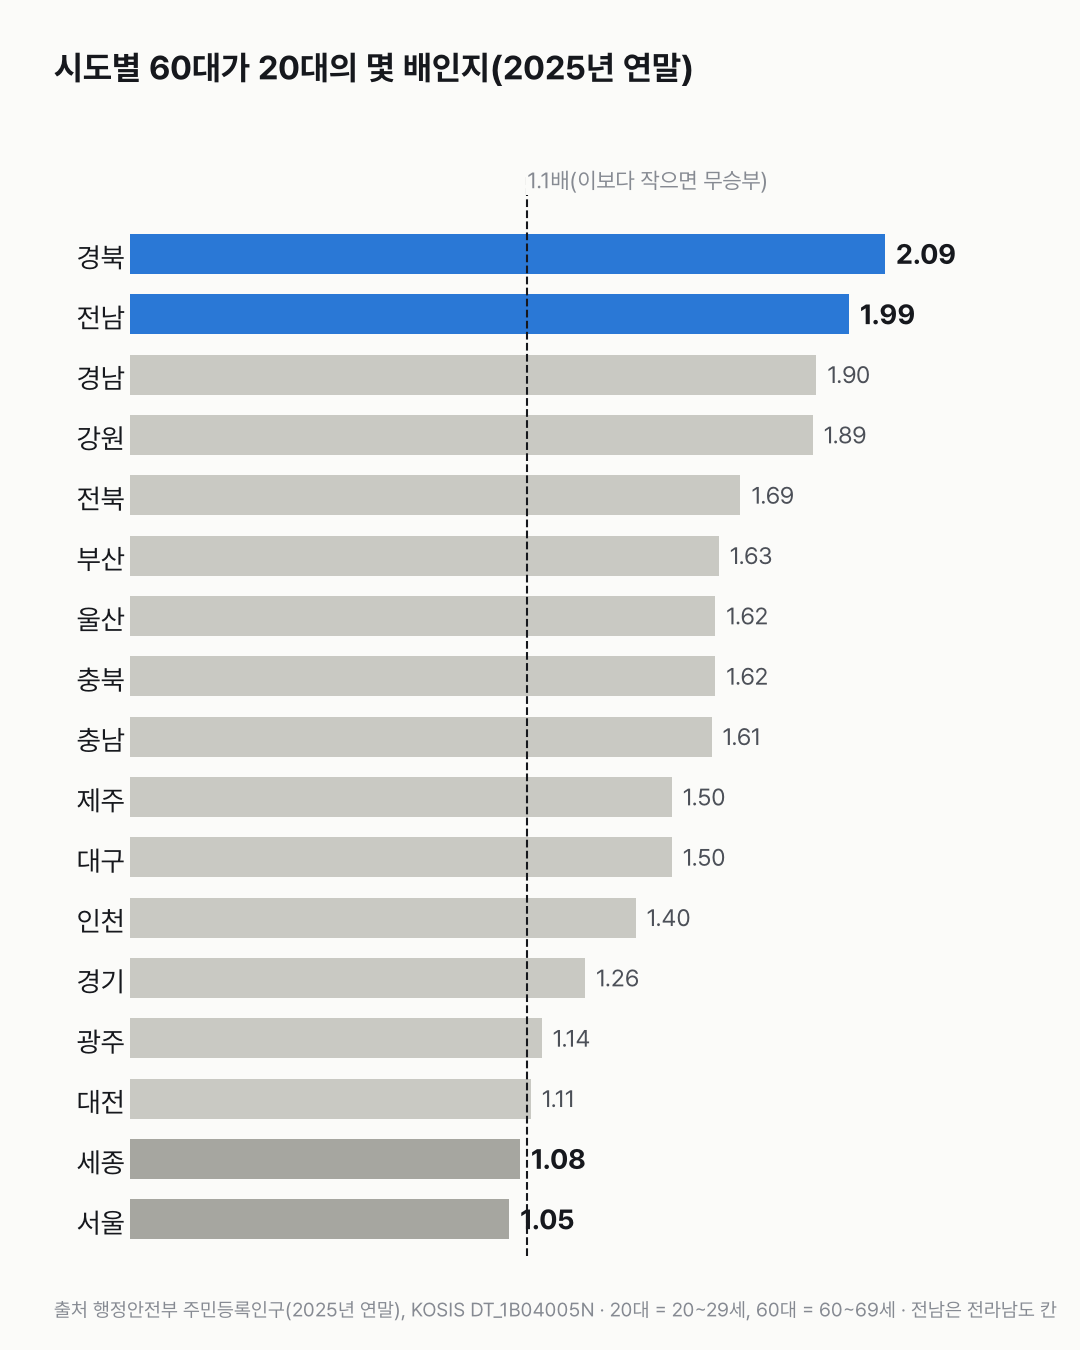 시도별 60대가 20대의 몇 배인지(2025년 연말)
1.1배(이보다 작으면 무승부)
경북 2.09
전남 1.99
경남 1.90
강원 1.89
전북 1.69
부산 1.63
울산 1.62
충북 1.62
충남 1.61
제주 1.50
대구 1.50
인천 1.40
경기 1.26
광주 1.14
대전 1.11
세종 1.08
서울 1.05
출처 행정안전부 주민등록인구(2025년 연말), KOSIS DT_1B04005N · 20대 = 20~29세, 60대 = 60~69세 · 전남은 전라남도 칸